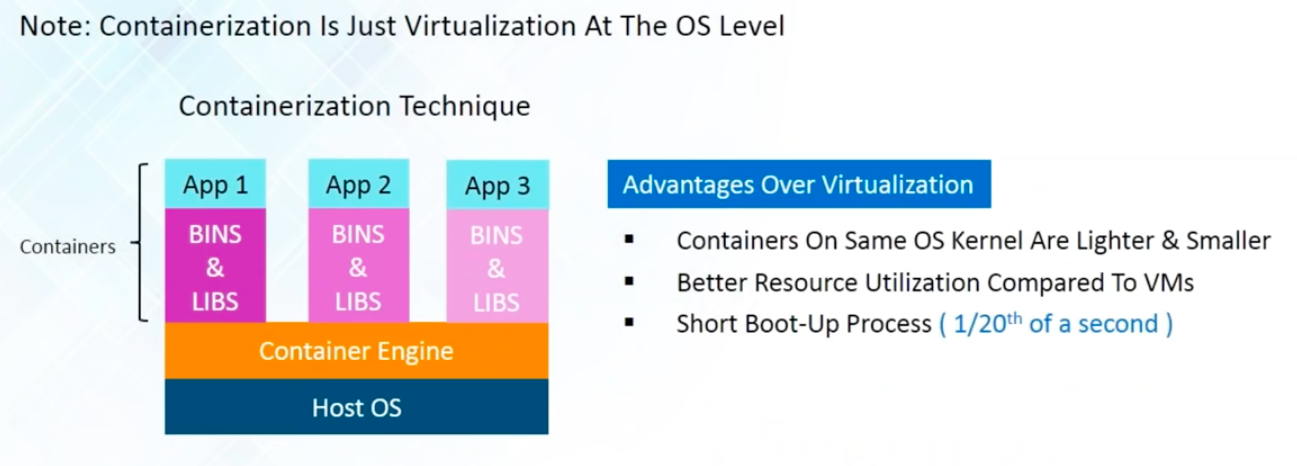 Note: Containerization Is Just Virtualization At The OS Level
Containerization Technique
Containers
App 1
BINS
&
LIBS
App 2
BINS
&
LIBS
App 3
BINS
&
LIBS
Container Engine
Host OS
Advantages Over Virtualization
▪ Containers On Same OS Kernel Are Lighter & Smaller
▪ Better Resource Utilization Compared To VMs
▪ Short Boot-Up Process ( 1/20th of a second )